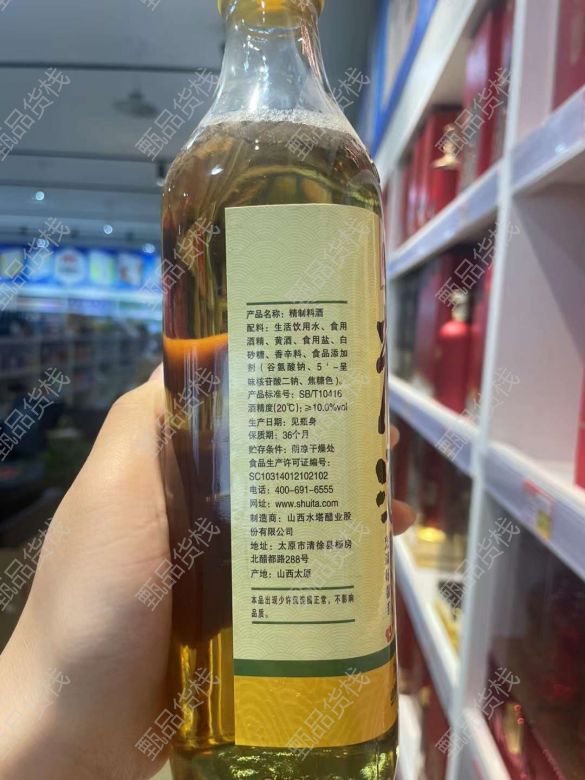 产品名称：精制料酒
配料：生活饮用水、食用
酒精、黄酒、食用盐、白
砂糖、香辛料、食品添加
剂（谷氨酸钠、5＇-呈
味核苷酸二钠、焦糖色）。
产品标准号：SB/T10416
酒精度(20℃)：≥10.0%vol
生产日期：见瓶身
保质期：36个月
贮存条件：阴凉干燥处
食品生产许可证编号：
SC10314012102102
电话：400-691-6555
网址：www.shuita.com
制造商：山西水塔醋业股
份有限公司
地址：太原市清徐县杨房
北醋都路288号
产地：山西太原
本品出现少许沉淀属正常，不影响
品质。
甄品货栈